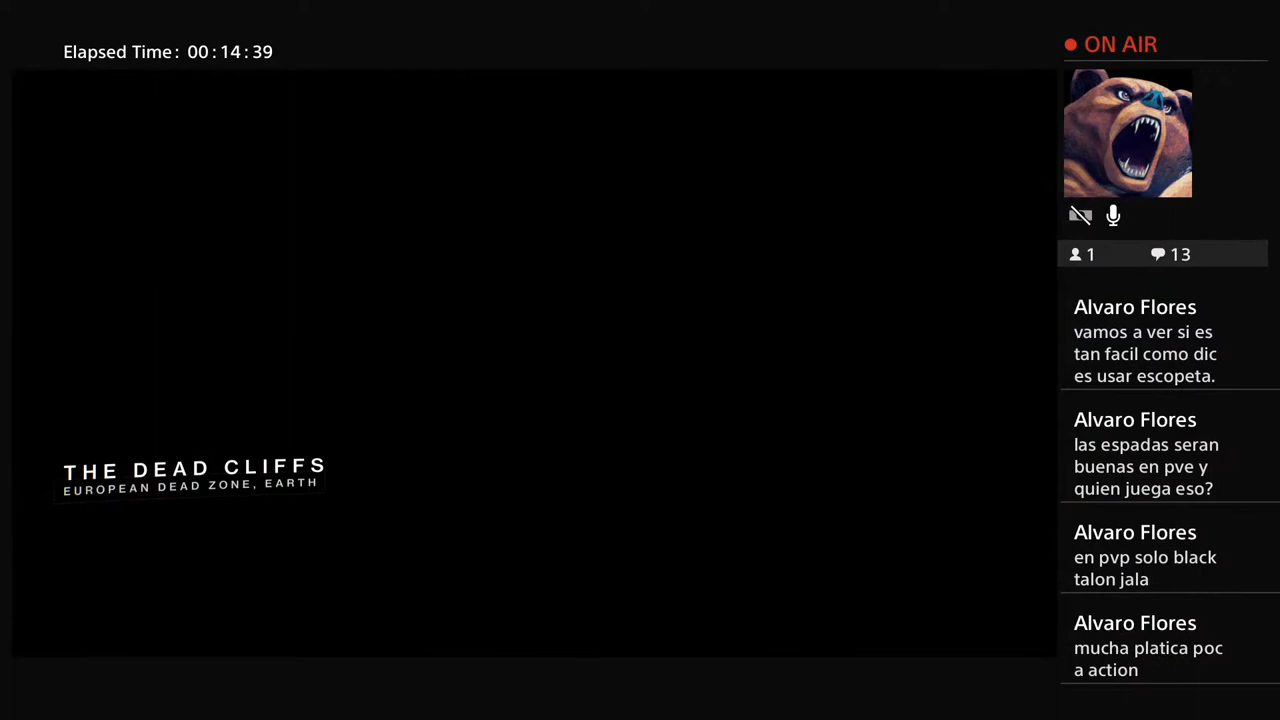 Elapsed Time: 00:14:39
ON AIR
1 13
Alvaro Flores
vamos a ver si es
tan facil como dic
es usar escopeta.
Alvaro Flores
las espadas seran
buenas en pve y
quien juega eso?
Alvaro Flores
en pvp solo black
talon jala
Alvaro Flores
mucha platica poc
a action
THE DEAD CLIFFS
EUROPEAN DEAD ZONE, EARTH